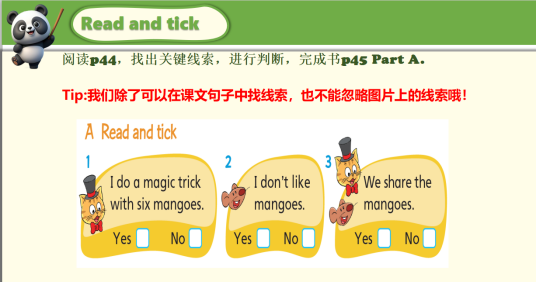 Read and tick
阅读p44，找出关键线索，进行判断，完成书p45 Part A.
Tip:我们除了可以在课文句子中找线索，也不能忽略图片上的线索哦！
A Read and tick
1
I do a magic trick
with six mangoes.
Yes No
2
I don't like
mangoes.
Yes No
3
We share the
mangoes.
Yes No